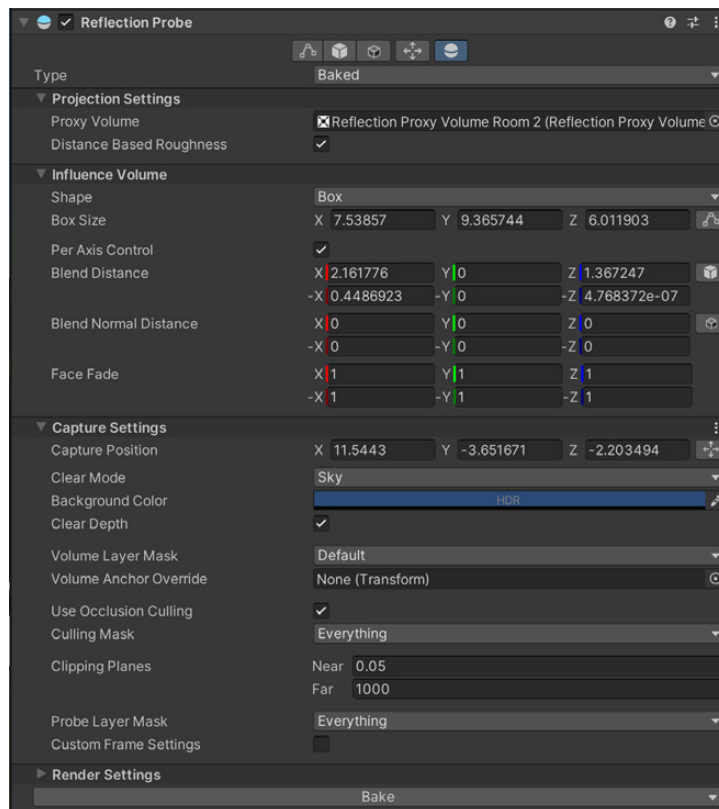 Reflection Probe
Type Baked
Projection Settings
Proxy Volume Reflection Proxy Volume Room 2 (Reflection Proxy Volume
Distance Based Roughness
Influence Volume
Shape Box
Box Size X 7.53857 Y 9.365744 Z 6.011903
Per Axis Control
Blend Distance X 2.161776 Y 0 Z 1.367247
-X 0.4486923 -Y 0 -Z 4.768372e-07
Blend Normal Distance X 0 Y 0 Z 0
-X 0 -Y 0 -Z 0
Face Fade X 1 Y 1 Z 1
-X 1 -Y 1 -Z 1
Capture Settings
Capture Position X 11.5443 Y -3.651671 Z -2.203494
Clear Mode Sky
Background Color HDR
Clear Depth
Volume Layer Mask Default
Volume Anchor Override None (Transform)
Use Occlusion Culling
Culling Mask Everything
Clipping Planes Near 0.05
Far 1000
Probe Layer Mask Everything
Custom Frame Settings
Render Settings
Bake